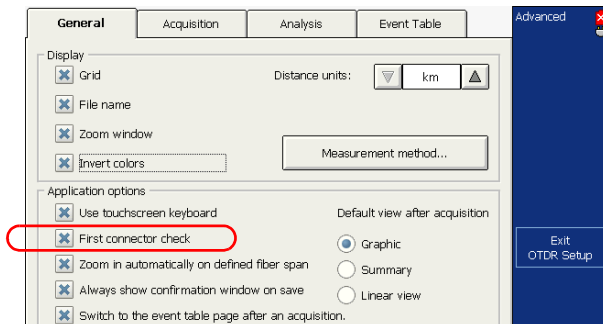 General Acquisition Analysis Event Table Advanced
Display
Grid Distance units: km
File name
Zoom window
Invert colors Measurement method...
Application options
Use touchscreen keyboard Default view after acquisition
First connector check Graphic
Zoom in automatically on defined fiber span Summary
Always show confirmation window on save Linear view
Switch to the event table page after an acquisition.
Exit
OTDR Setup